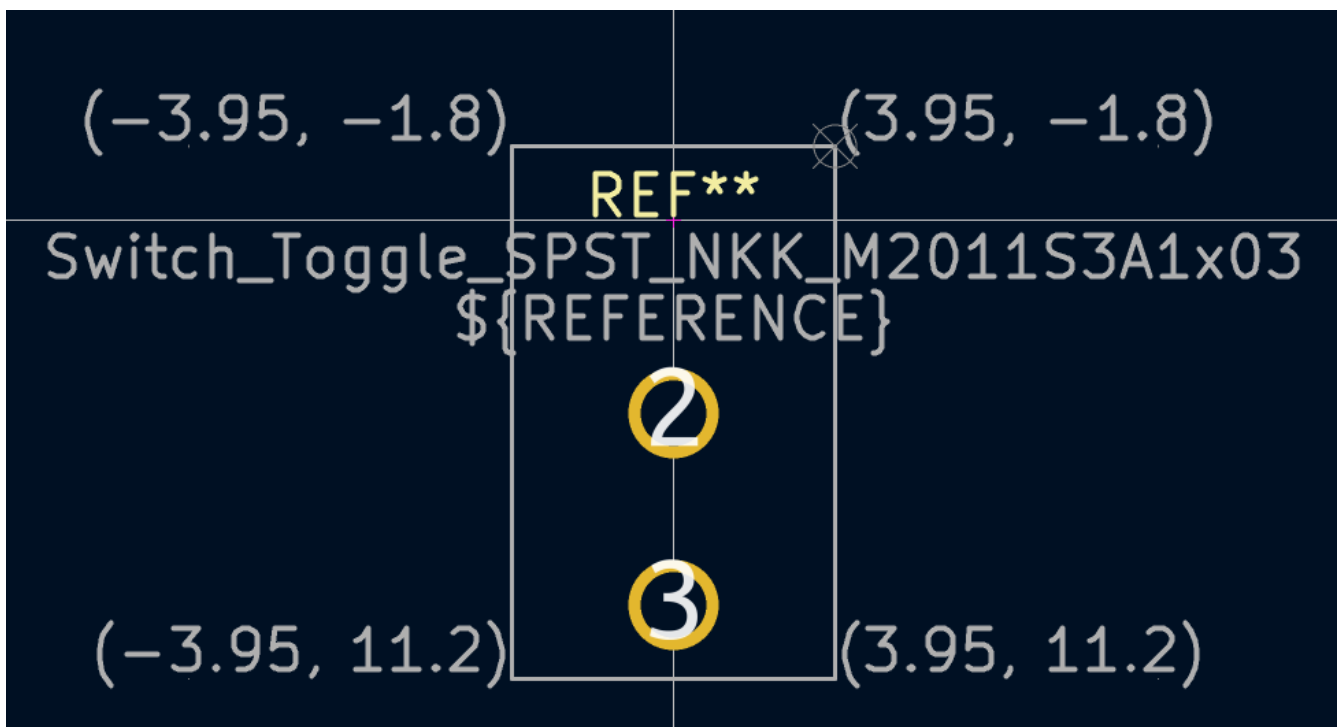 (−3.95, −1.8) (3.95, −1.8)
REF**
Switch_Toggle_SPST_NKK_M2011S3A1x03
${REFERENCE}
2
3
(−3.95, 11.2) (3.95, 11.2)